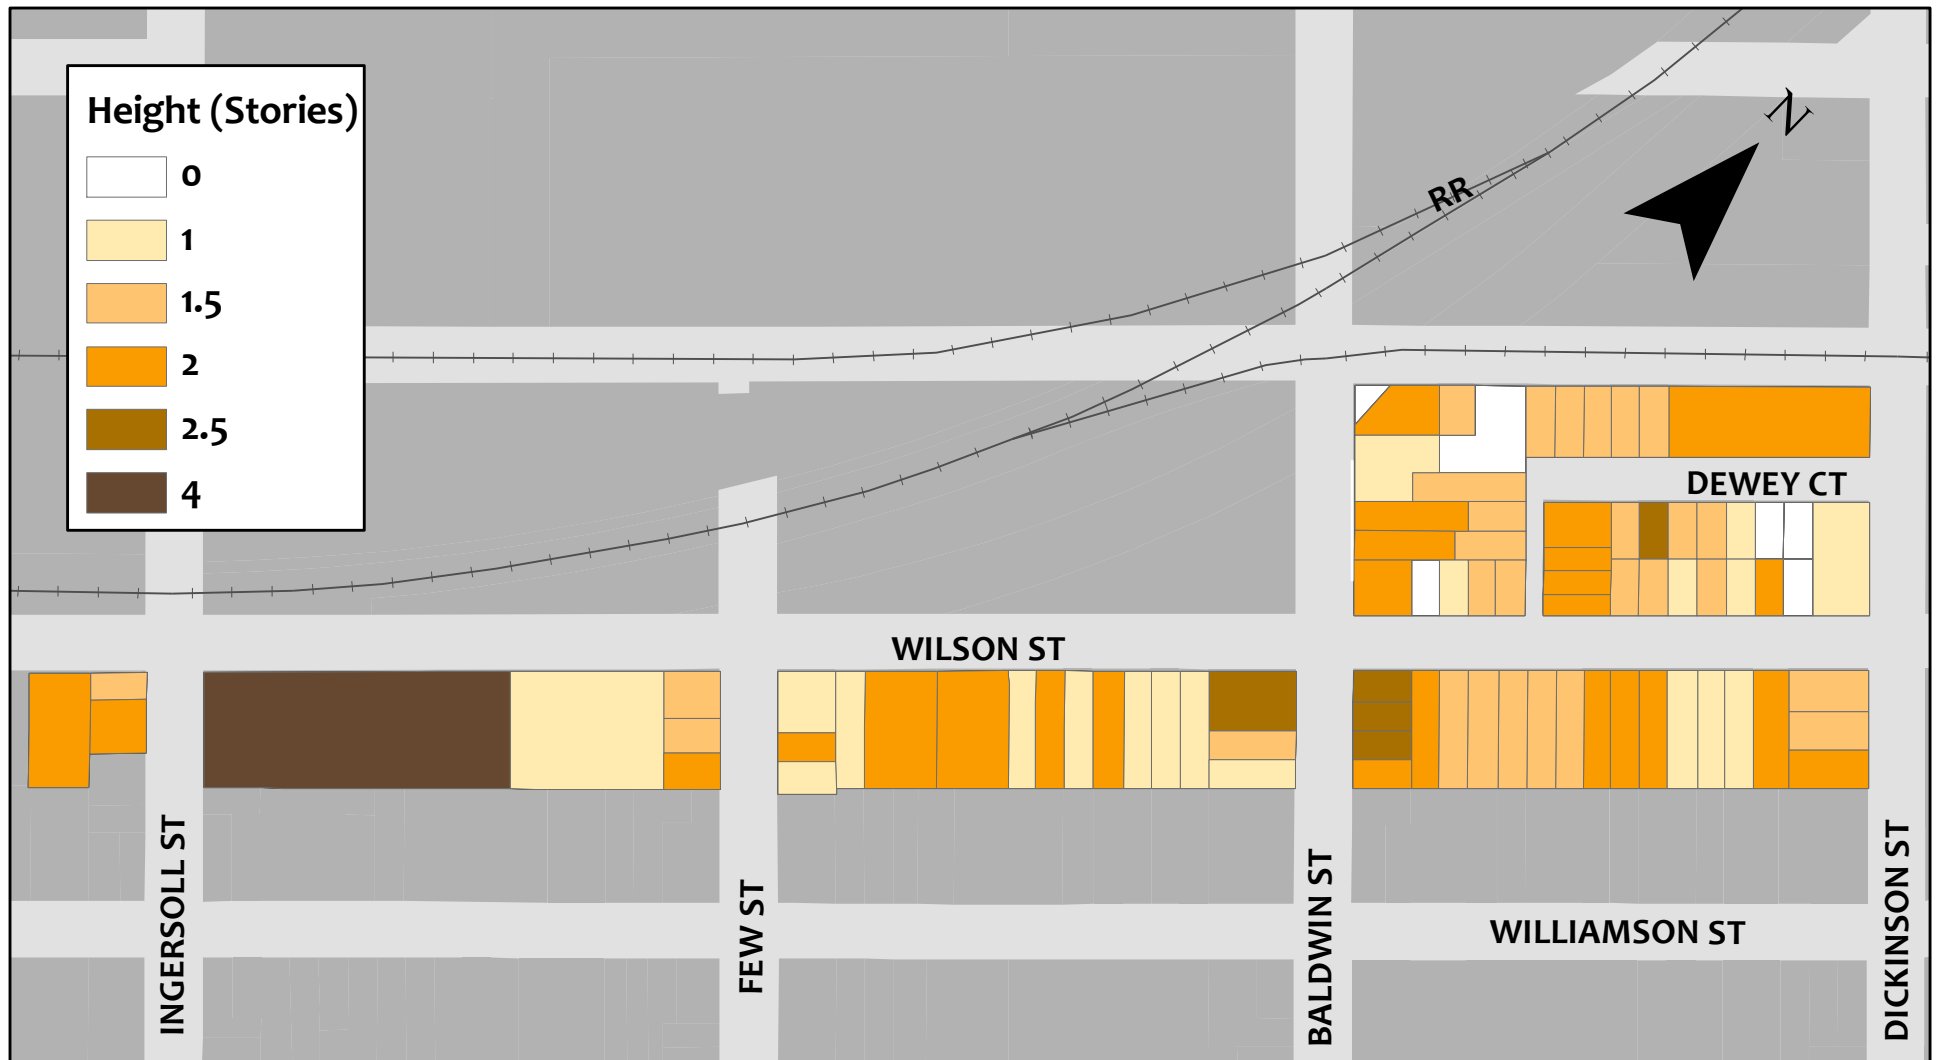 Height (Stories)
0
1
1.5
2
2.5
4
N
RR
DEWEY CT
WILSON ST
INGERSOLL ST
FEW ST
BALDWIN ST
WILLIAMSON ST
DICKINSON ST